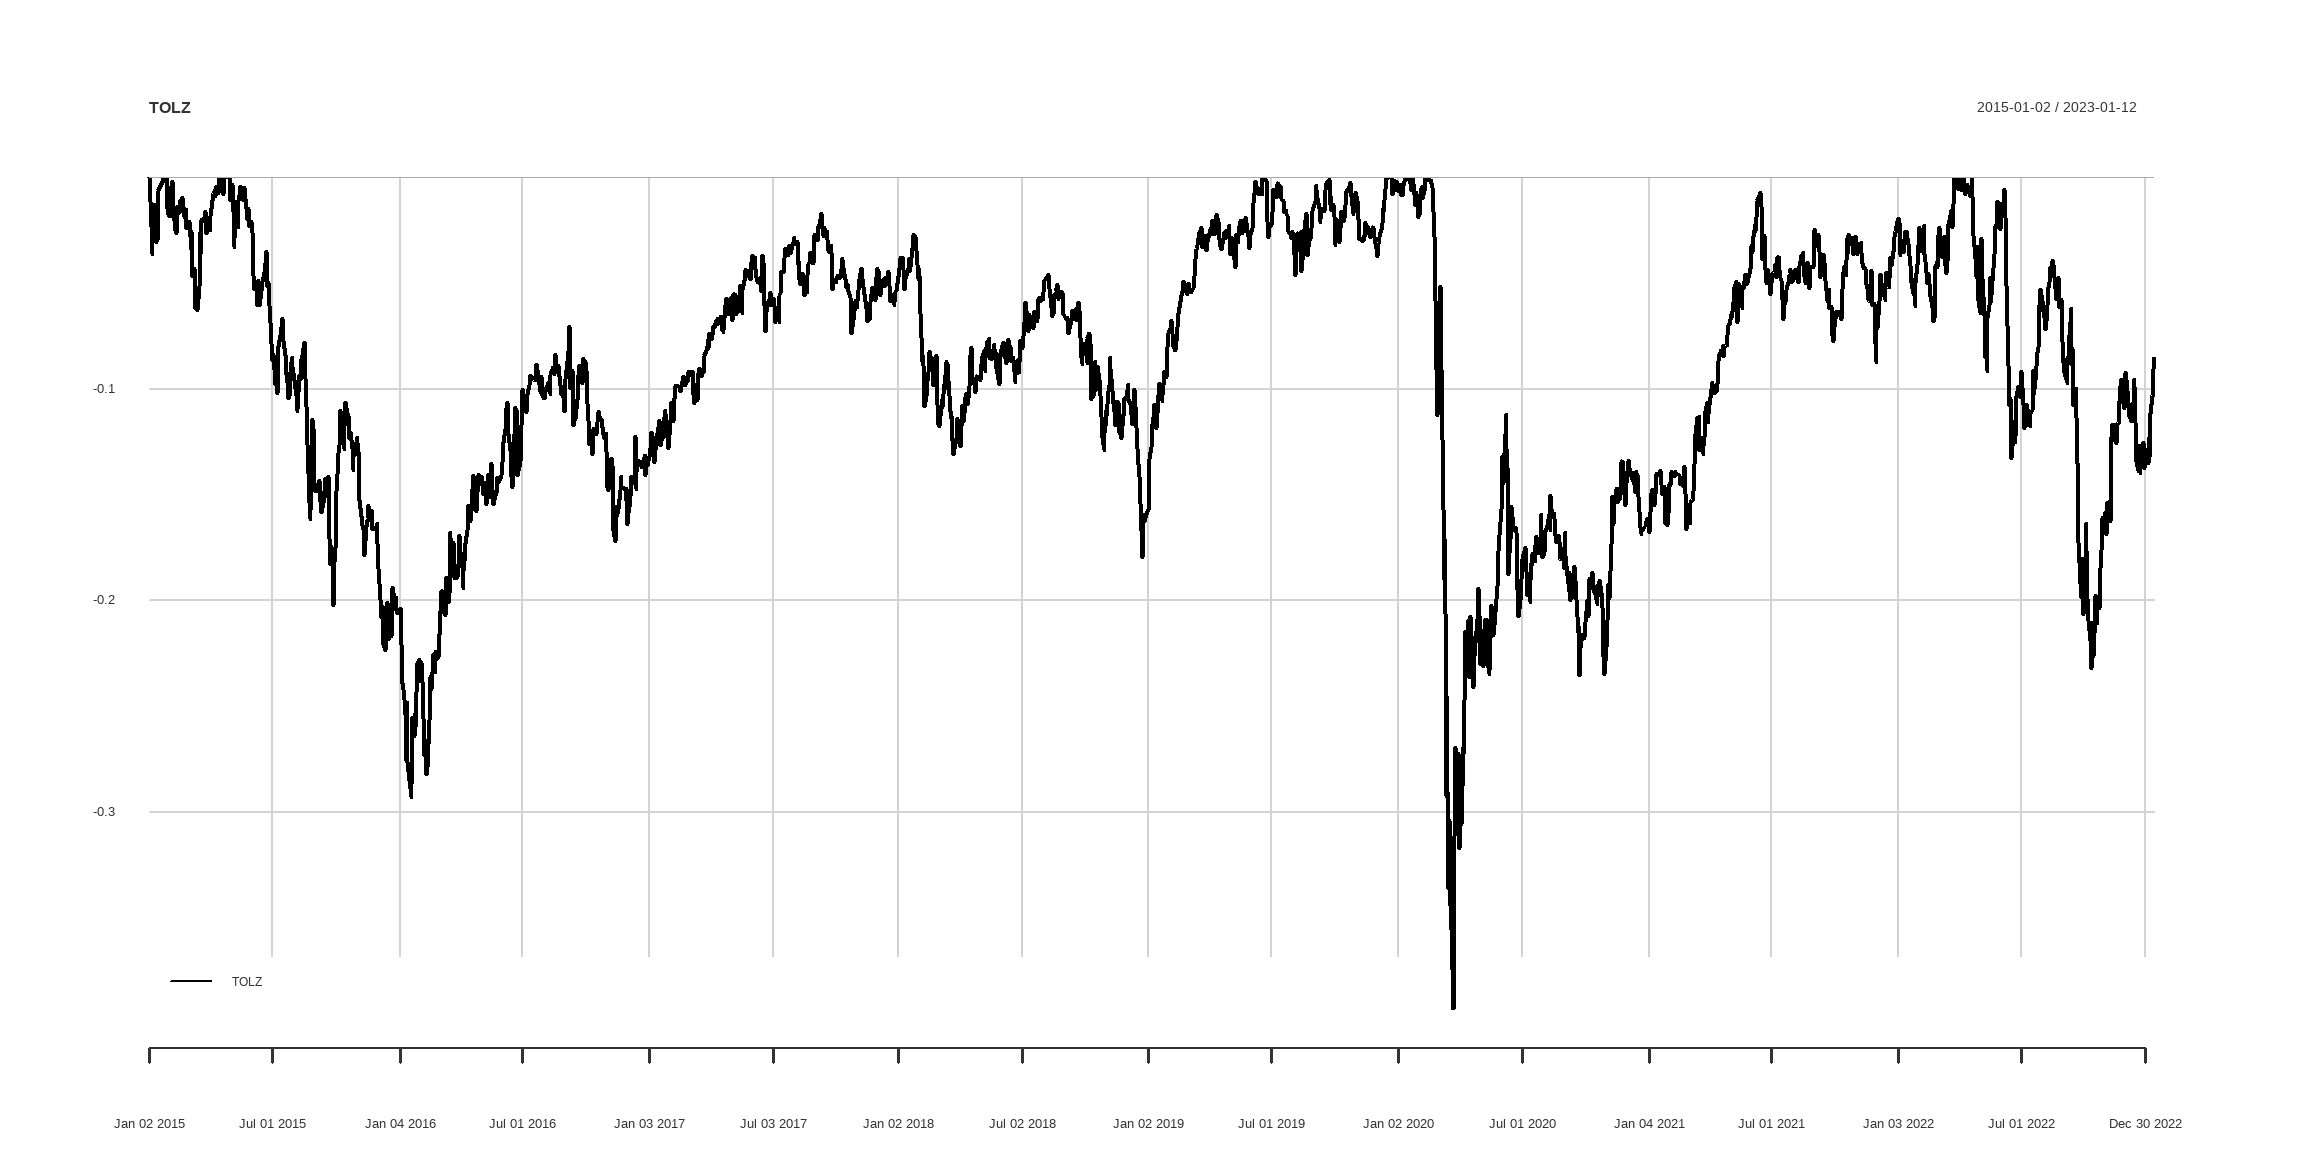 TOLZ
2015-01-02 / 2023-01-12
-0.1
-0.2
-0.3
TOLZ
Jan 02 2015
Jul 01 2015
Jan 04 2016
Jul 01 2016
Jan 03 2017
Jul 03 2017
Jan 02 2018
Jul 02 2018
Jan 02 2019
Jul 01 2019
Jan 02 2020
Jul 01 2020
Jan 04 2021
Jul 01 2021
Jan 03 2022
Jul 01 2022
Dec 30 2022